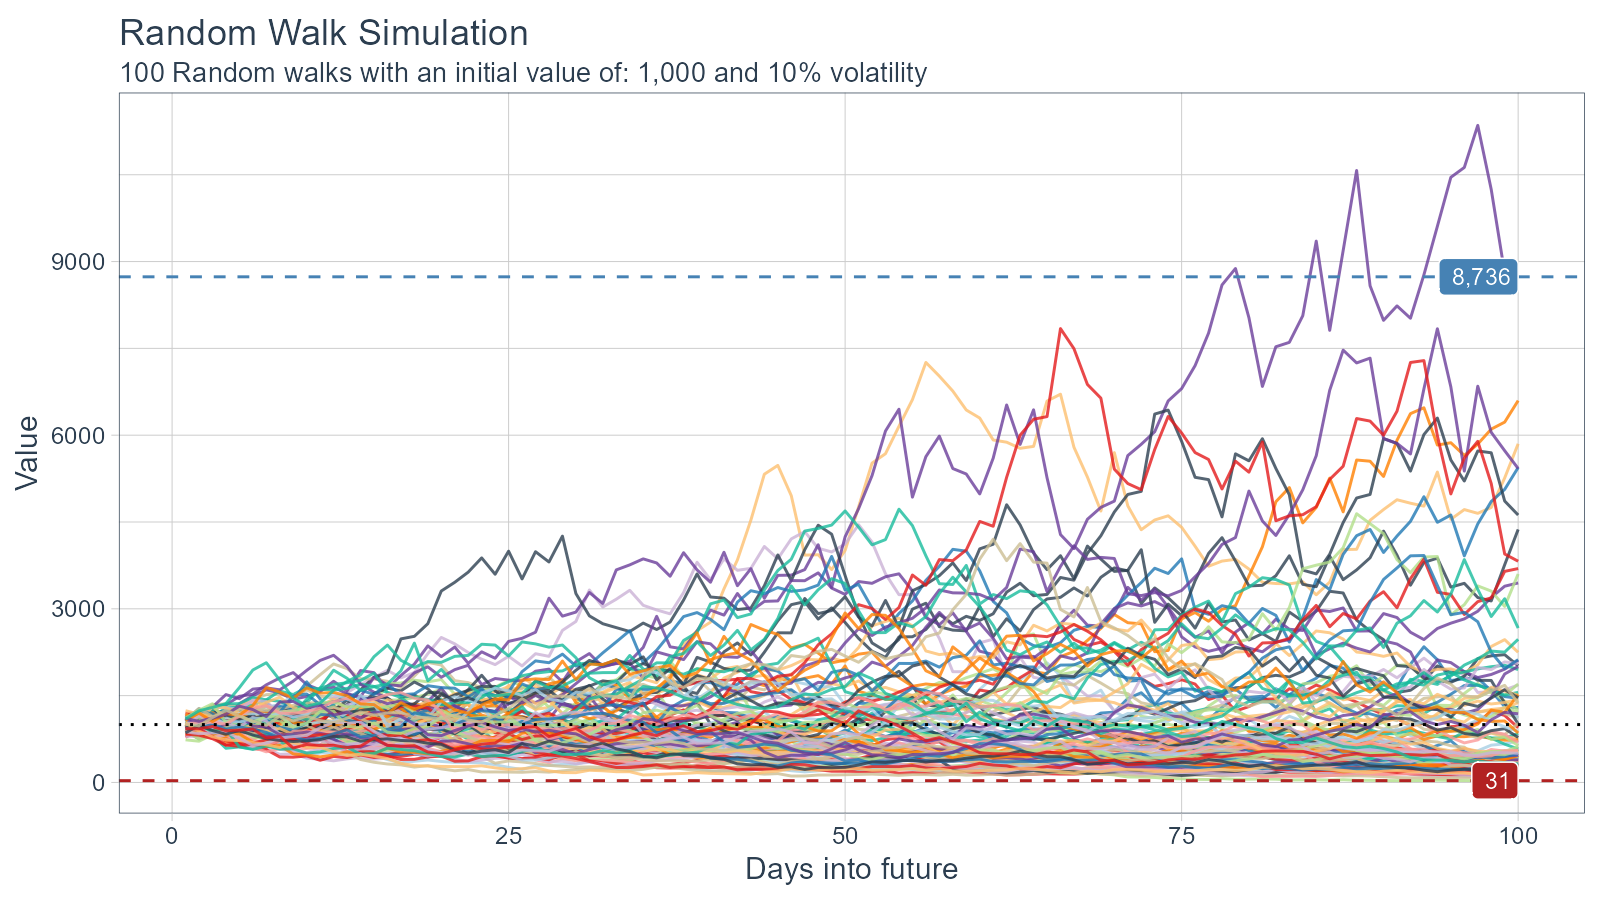 Random Walk Simulation
100 Random walks with an initial value of: 1,000 and 10% volatility
9000
8,736
6000
Value
3000
0
31
0 25 50 75 100
Days into future